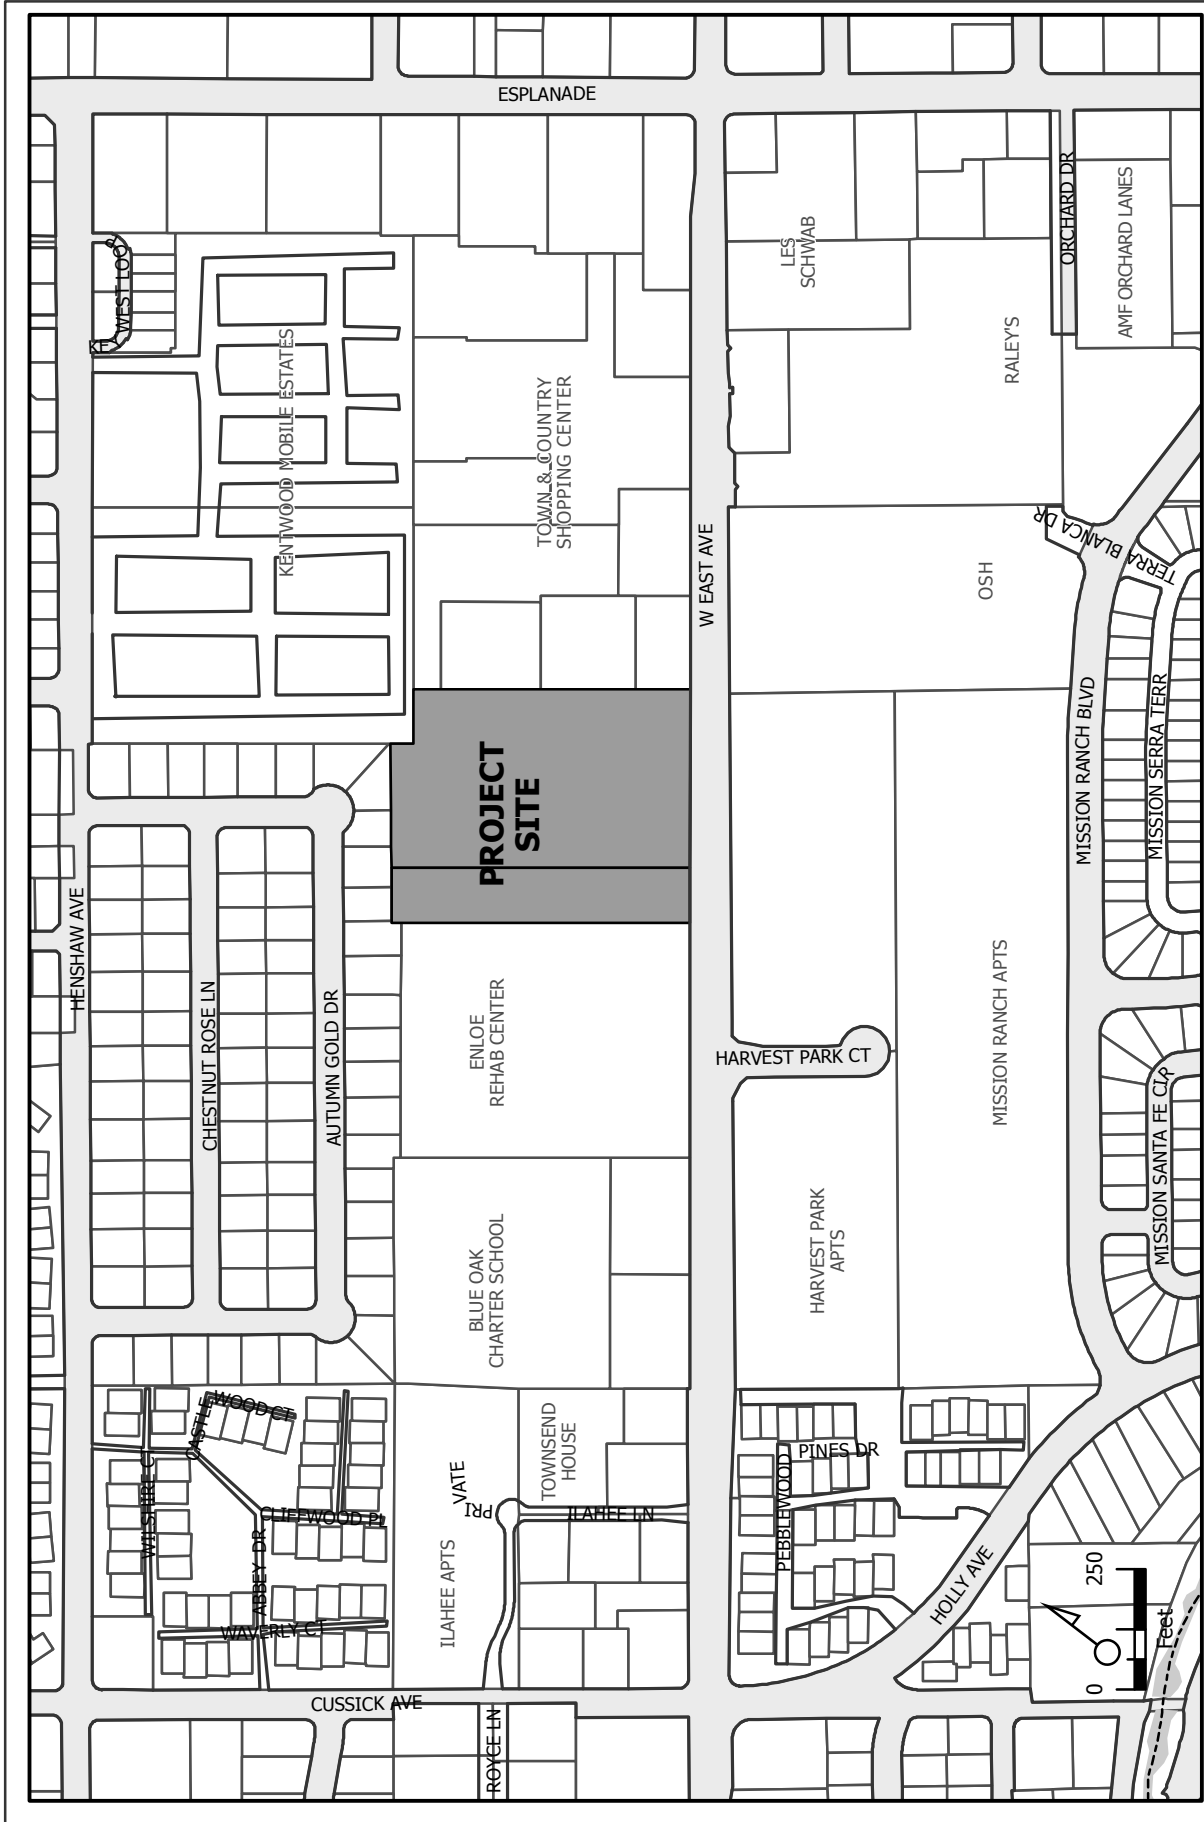 ESPLANADE
ORCHARD DR
AMF ORCHARD LANES
LES
SCHWAB
RALEY'S
KEY WEST LOOP
KENTWOOD MOBILE ESTATES
TOWN & COUNTRY
SHOPPING CENTER
W EAST AVE
OSH
TERRA BLANCA DR
MISSION RANCH BLVD
MISSION SERRA TERR
PROJECT
SITE
HENSHAW AVE
CHESTNUT ROSE LN
AUTUMN GOLD DR
ENLOE
REHAB CENTER
HARVEST PARK CT
MISSION RANCH APTS
MISSION SANTA FE CIR
BLUE OAK
CHARTER SCHOOL
HARVEST PARK
APTS
CASTLE WOOD CT
WILSHIRE CT
CLIFFWOOD PL
ABBEY DR
WAVERLY CT
PRIVATE
TOWNSEND
HOUSE
ILAHEE LN
ILAHEE APTS
PEBBLEWOOD PINES DR
HOLLY AVE
CUSSICK AVE
ROYCE LN
0 250
Feet